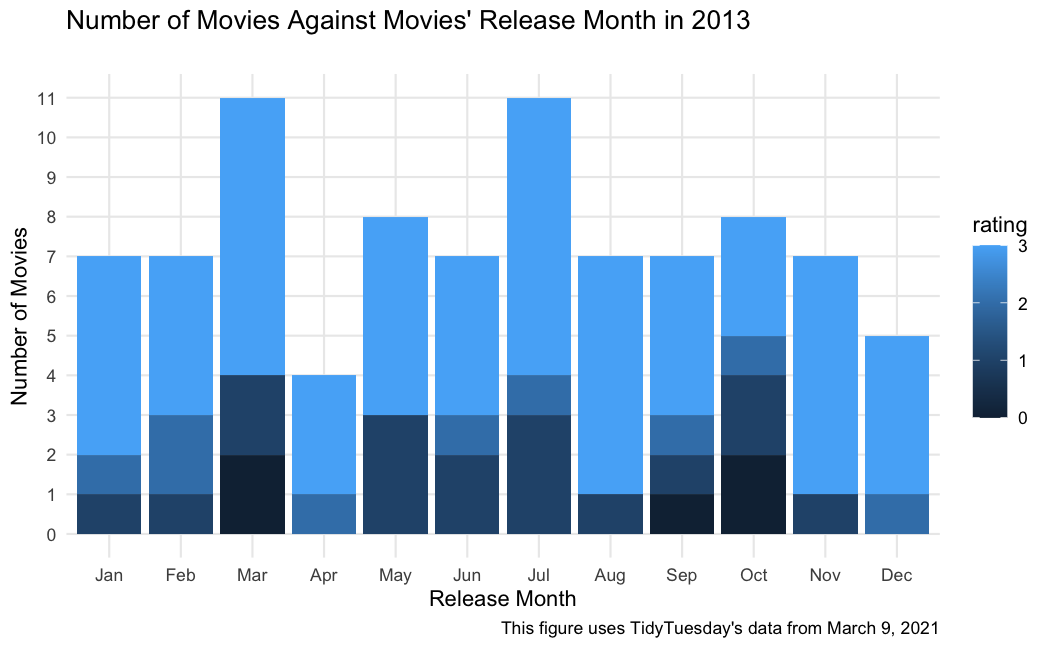 Number of Movies Against Movies' Release Month in 2013
Number of Movies
11
10
9
8
7
6
5
4
3
2
1
0
Jan Feb Mar Apr May Jun Jul Aug Sep Oct Nov Dec
Release Month
rating
3
2
1
0
This figure uses TidyTuesday's data from March 9, 2021